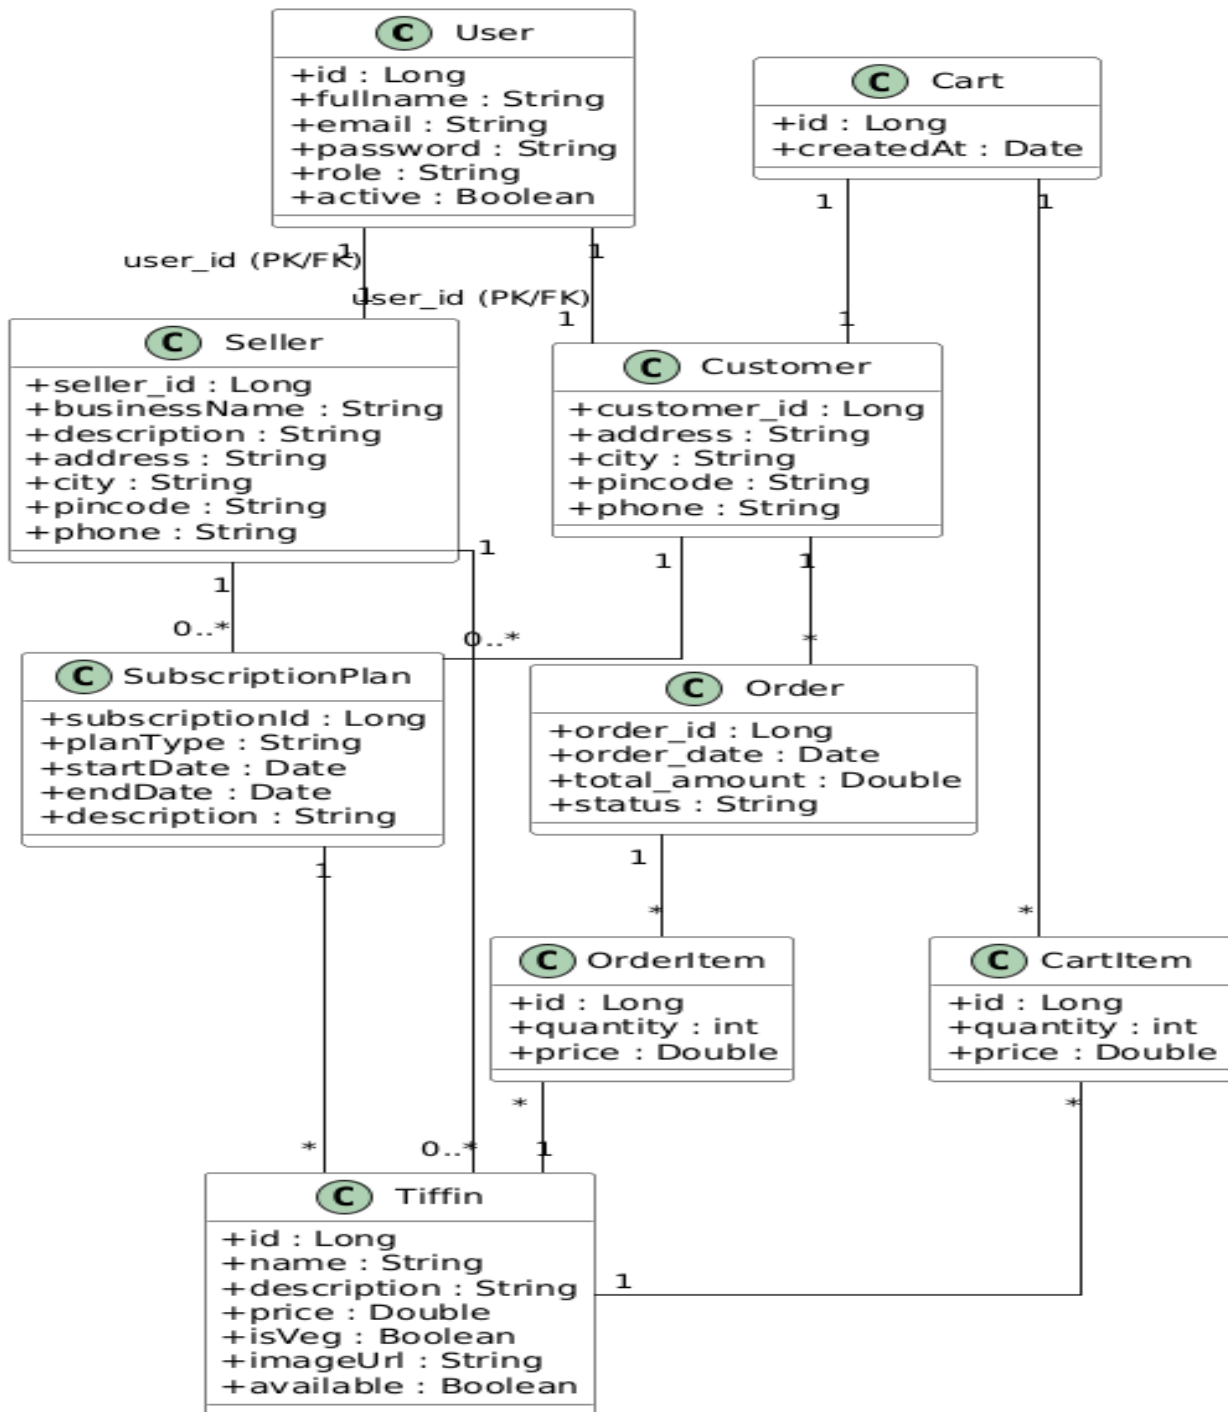 C User
+id : Long
+fullname : String
+email : String
+password : String
+role : String
+active : Boolean
C Cart
+id : Long
+createdAt : Date
1
1
1
user_id (PK/FK)
1
1
user_id (PK/FK)
1
1
1
C Seller
+seller_id : Long
+businessName : String
+description : String
+address : String
+city : String
+pincode : String
+phone : String
C Customer
+customer_id : Long
+address : String
+city : String
+pincode : String
+phone : String
1
1
0..*
1
0..*
1
*
C SubscriptionPlan
+subscriptionId : Long
+planType : String
+startDate : Date
+endDate : Date
+description : String
C Order
+order_id : Long
+order_date : Date
+total_amount : Double
+status : String
1
1
*
*
C OrderItem
+id : Long
+quantity : int
+price : Double
C CartItem
+id : Long
+quantity : int
+price : Double
*
*
*
0..*
1
C Tiffin
+id : Long
+name : String
+description : String
+price : Double
+isVeg : Boolean
+imageUrl : String
+available : Boolean
1